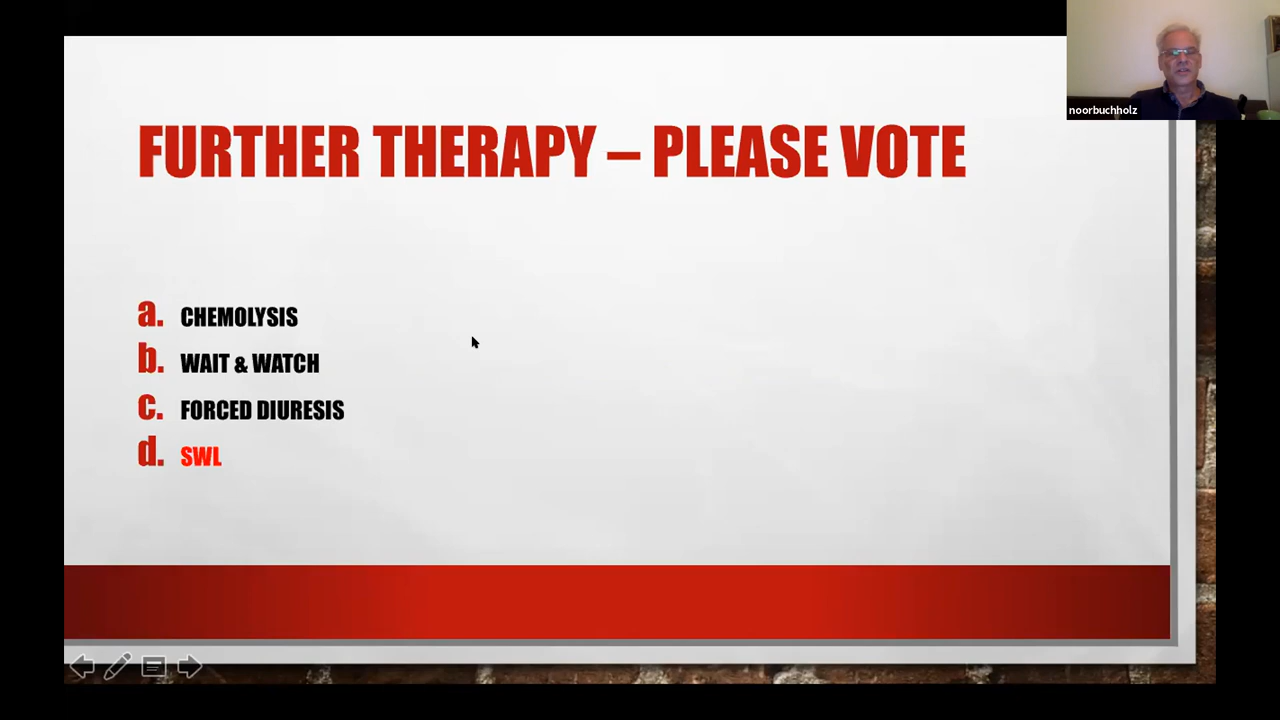 noorbuchholz
FURTHER THERAPY – PLEASE VOTE
a. CHEMOLYSIS
b. WAIT & WATCH
c. FORCED DIURESIS
d. SWL